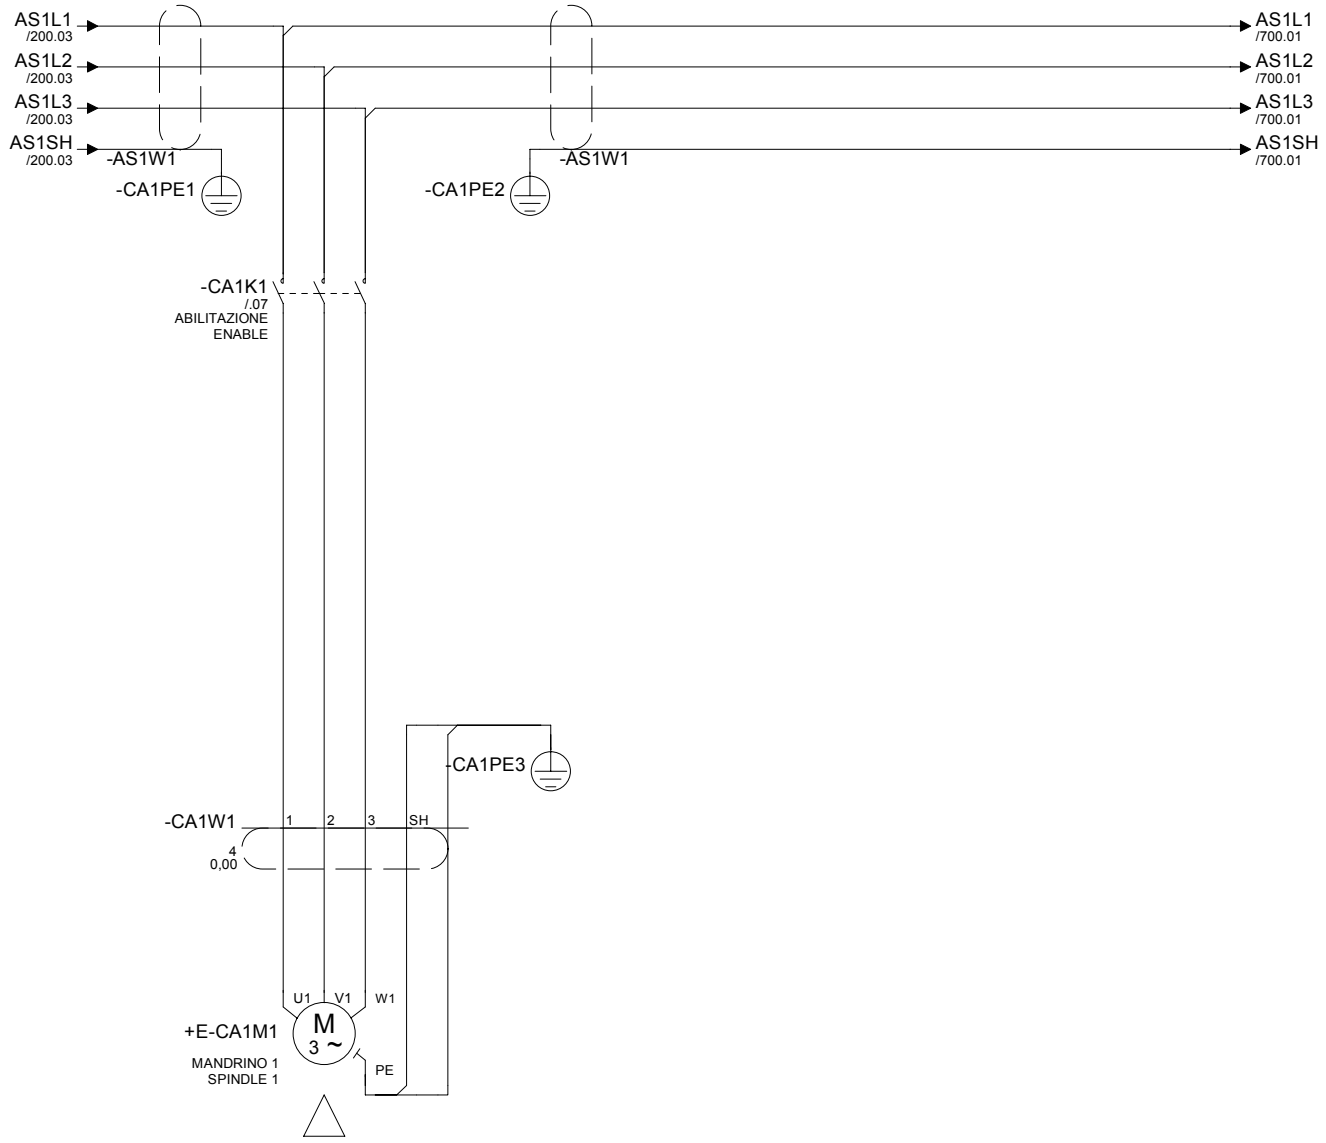 AS1L1
/200.03
AS1L1
/700.01
AS1L2
/200.03
AS1L2
/700.01
AS1L3
/200.03
AS1L3
/700.01
AS1SH
/200.03
AS1SH
/700.01
-AS1W1
-AS1W1
-CA1PE1
-CA1PE2
-CA1K1
/.07
ABILITAZIONE
ENABLE
-CA1PE3
-CA1W1
1 2 3 SH
4
0,00
U1 V1 W1
+E-CA1M1
M
3 ~
MANDRINO 1
SPINDLE 1
PE